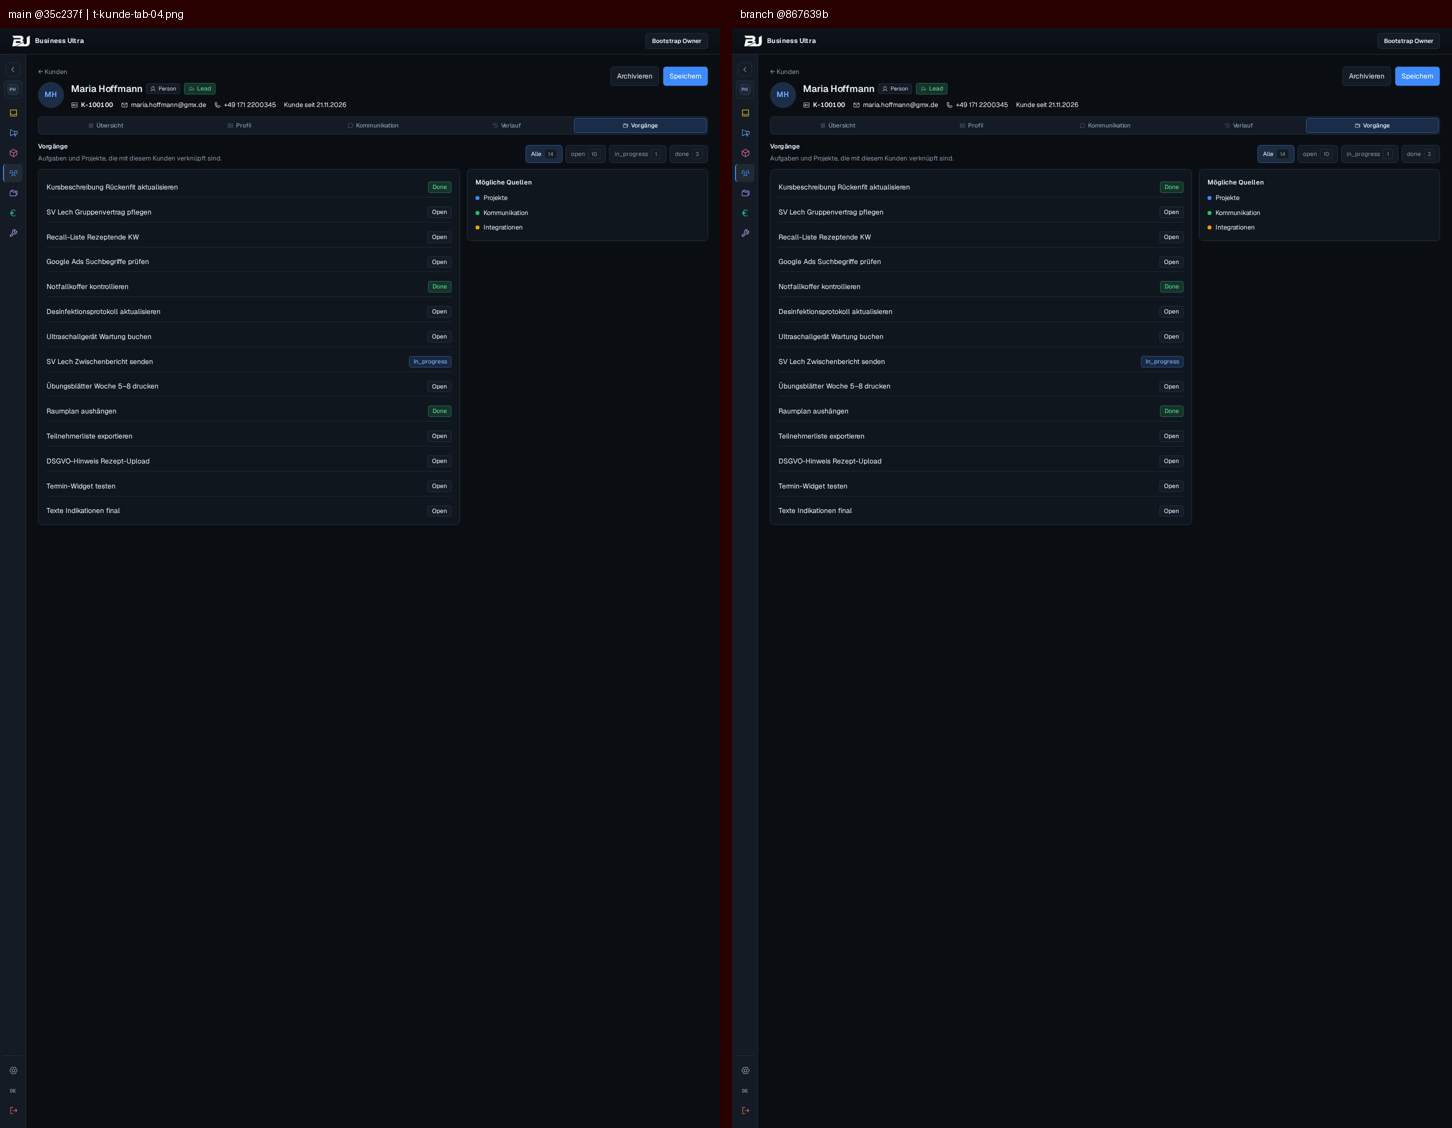 main @35c237f | t-kunde-tab-04.png
Business Ultra
Bootstrap Owner
PH
← Kunden
Archivieren
Speichern
MH
Maria Hoffmann
Person
Lead
K-100100
maria.hoffmann@gmx.de
+49 171 2200345
Kunde seit 21.11.2026
Übersicht
Profil
Kommunikation
Verlauf
Vorgänge
Vorgänge
Aufgaben und Projekte, die mit diesem Kunden verknüpft sind.
Alle 14
open 10
in_progress 1
done 3
Kursbeschreibung Rückenfit aktualisieren Done
SV Lech Gruppenvertrag pflegen Open
Recall-Liste Rezeptende KW Open
Google Ads Suchbegriffe prüfen Open
Notfallkoffer kontrollieren Done
Desinfektionsprotokoll aktualisieren Open
Ultraschallgerät Wartung buchen Open
SV Lech Zwischenbericht senden In_progress
Übungsblätter Woche 5–8 drucken Open
Raumplan aushängen Done
Teilnehmerliste exportieren Open
DSGVO-Hinweis Rezept-Upload Open
Termin-Widget testen Open
Texte Indikationen final Open
Mögliche Quellen
Projekte
Kommunikation
Integrationen
DE
branch @867639b
Business Ultra
Bootstrap Owner
PH
← Kunden
Archivieren
Speichern
MH
Maria Hoffmann
Person
Lead
K-100100
maria.hoffmann@gmx.de
+49 171 2200345
Kunde seit 21.11.2026
Übersicht
Profil
Kommunikation
Verlauf
Vorgänge
Vorgänge
Aufgaben und Projekte, die mit diesem Kunden verknüpft sind.
Alle 14
open 10
in_progress 1
done 3
Kursbeschreibung Rückenfit aktualisieren Done
SV Lech Gruppenvertrag pflegen Open
Recall-Liste Rezeptende KW Open
Google Ads Suchbegriffe prüfen Open
Notfallkoffer kontrollieren Done
Desinfektionsprotokoll aktualisieren Open
Ultraschallgerät Wartung buchen Open
SV Lech Zwischenbericht senden In_progress
Übungsblätter Woche 5–8 drucken Open
Raumplan aushängen Done
Teilnehmerliste exportieren Open
DSGVO-Hinweis Rezept-Upload Open
Termin-Widget testen Open
Texte Indikationen final Open
Mögliche Quellen
Projekte
Kommunikation
Integrationen
DE